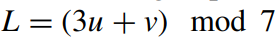 L = (3u + v) mod 7